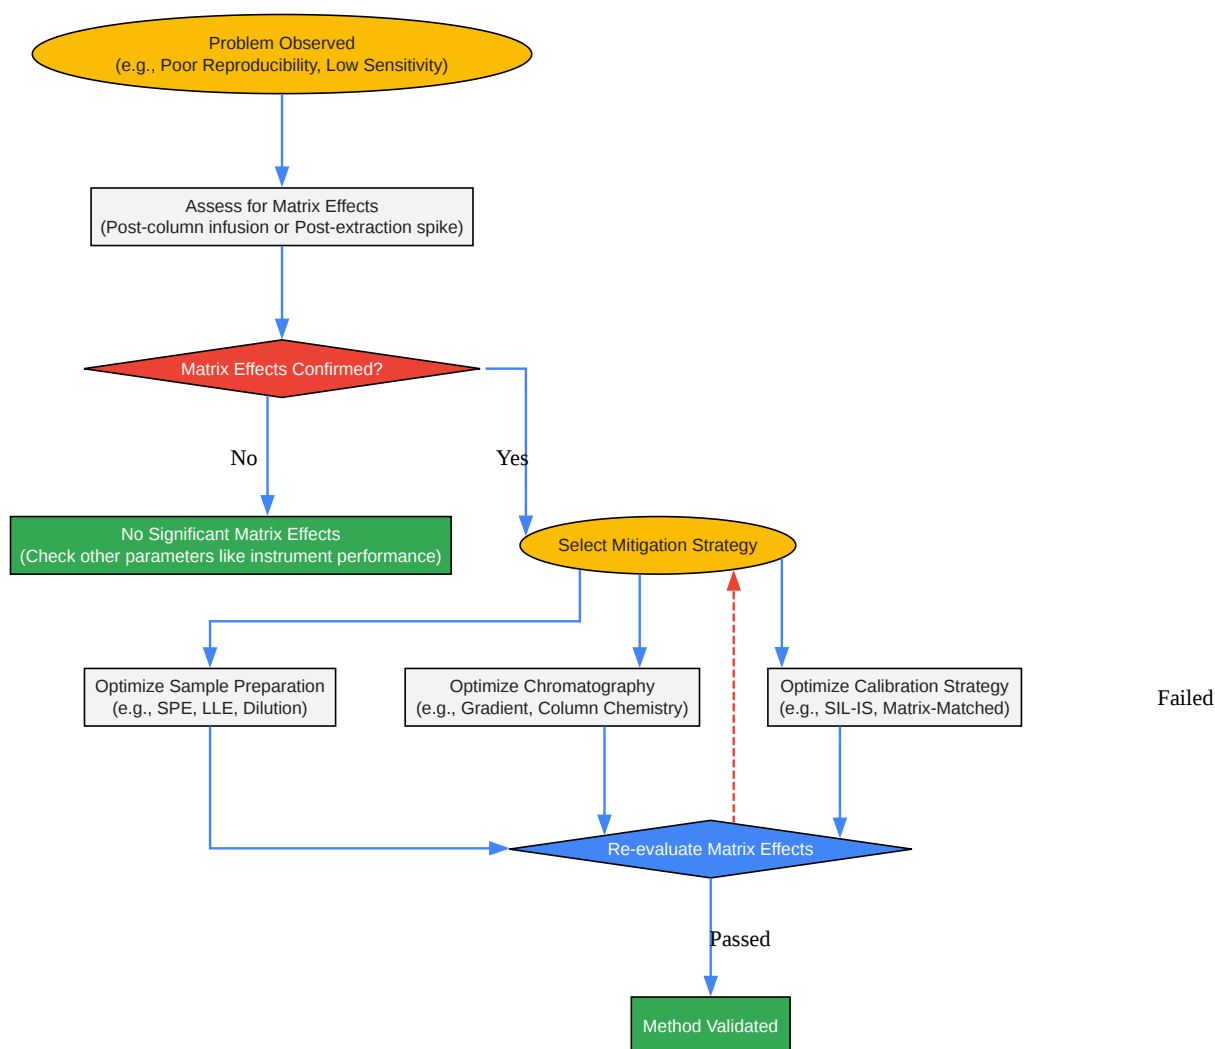 Problem Observed
(e.g., Poor Reproducibility, Low Sensitivity)
Assess for Matrix Effects
(Post-column infusion or Post-extraction spike)
Matrix Effects Confirmed?
No
Yes
No Significant Matrix Effects
(Check other parameters like instrument performance)
Select Mitigation Strategy
Optimize Sample Preparation
(e.g., SPE, LLE, Dilution)
Optimize Chromatography
(e.g., Gradient, Column Chemistry)
Optimize Calibration Strategy
(e.g., SIL-IS, Matrix-Matched)
Failed
Re-evaluate Matrix Effects
Passed
Method Validated